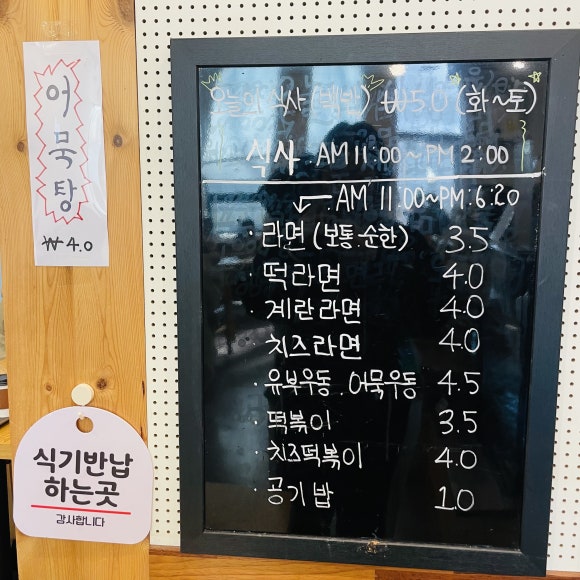 어묵탕
₩4.0
오늘의 식사 (백반) ₩5.0 (화~토)
식사 AM 11:00~PM 2:00
AM 11:00~PM:6:20
· 라면 (보통.순한) 3.5
· 떡라면 4.0
· 계란라면 4.0
· 치즈라면 4.0
· 유부우동 . 어묵우동 4.5
· 떡볶이 3.5
· 치즈떡볶이 4.0
· 공기밥 1.0
식기반납
하는곳
감사합니다